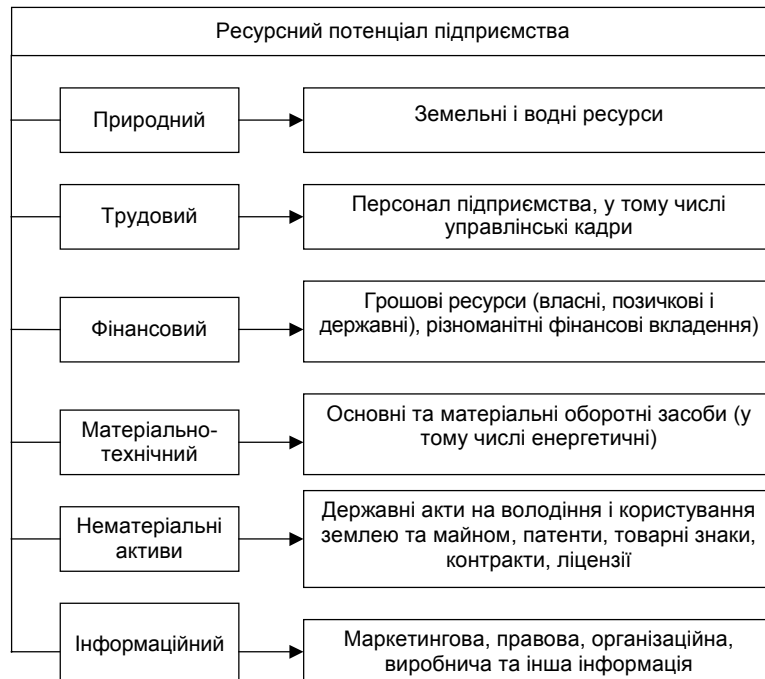 Ресурсний потенціал підприємства
Природний
Земельні і водні ресурси
Трудовий
Персонал підприємства, у тому числі
управлінські кадри
Фінансовий
Грошові ресурси (власні, позичкові і
державні), різноманітні фінансові вкладення)
Матеріально-
технічний
Основні та матеріальні оборотні засоби (у
тому числі енергетичні)
Нематеріальні
активи
Державні акти на володіння і користування
землею та майном, патенти, товарні знаки,
контракти, ліцензії
Інформаційний
Маркетингова, правова, організаційна,
виробнича та інша інформація